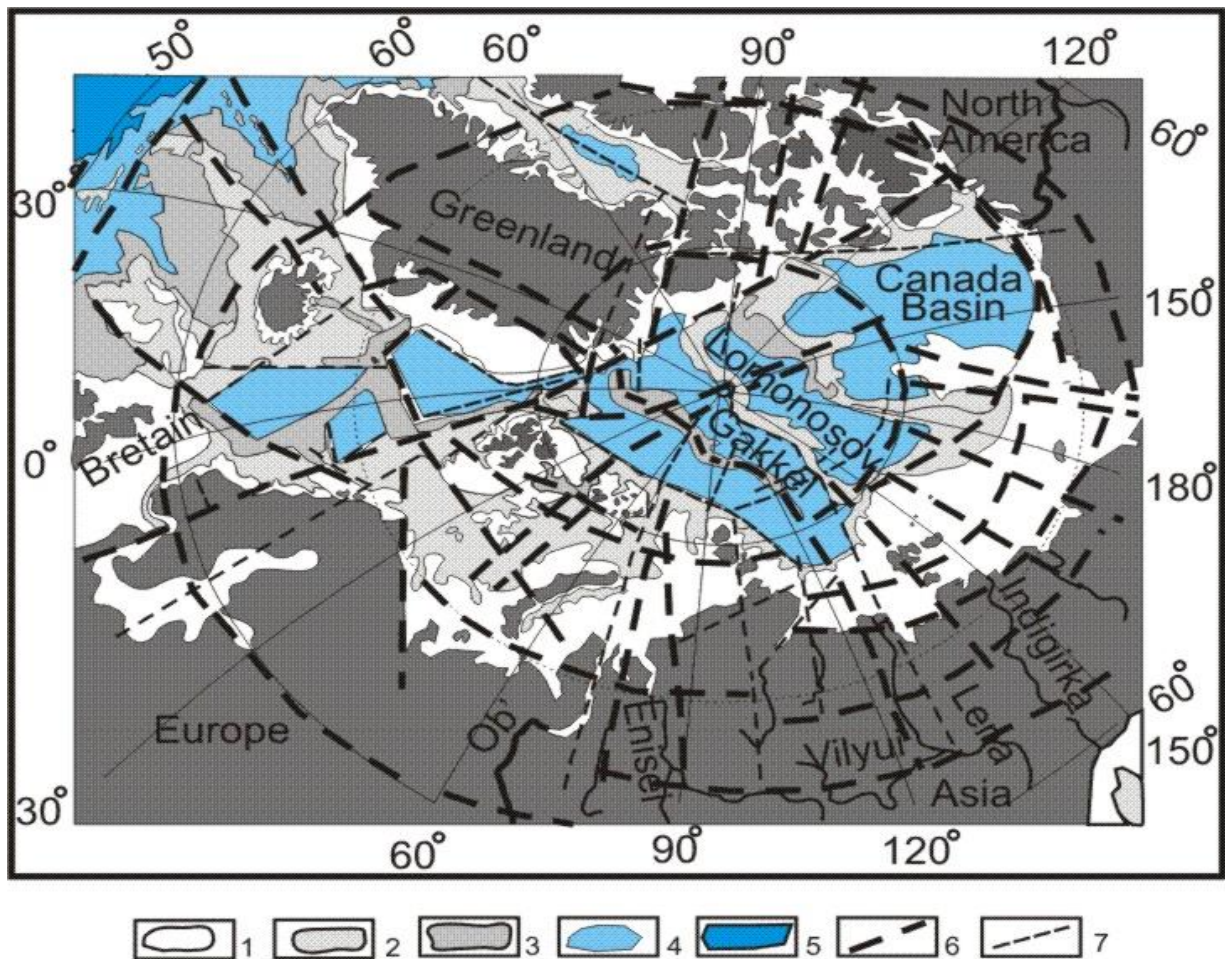 50° 60° 60° 90° 120°
North
America
60°
30°
Greenland
Canada
Basin
150°
Lomonosov
Gakkel
Bretain
0°
180°
Indigirka
Lena
60°
Europe
Ob'
Enisei
Vilyui
150°
Asia
30°
60° 90° 120°
1 2 3 4 5 6 7